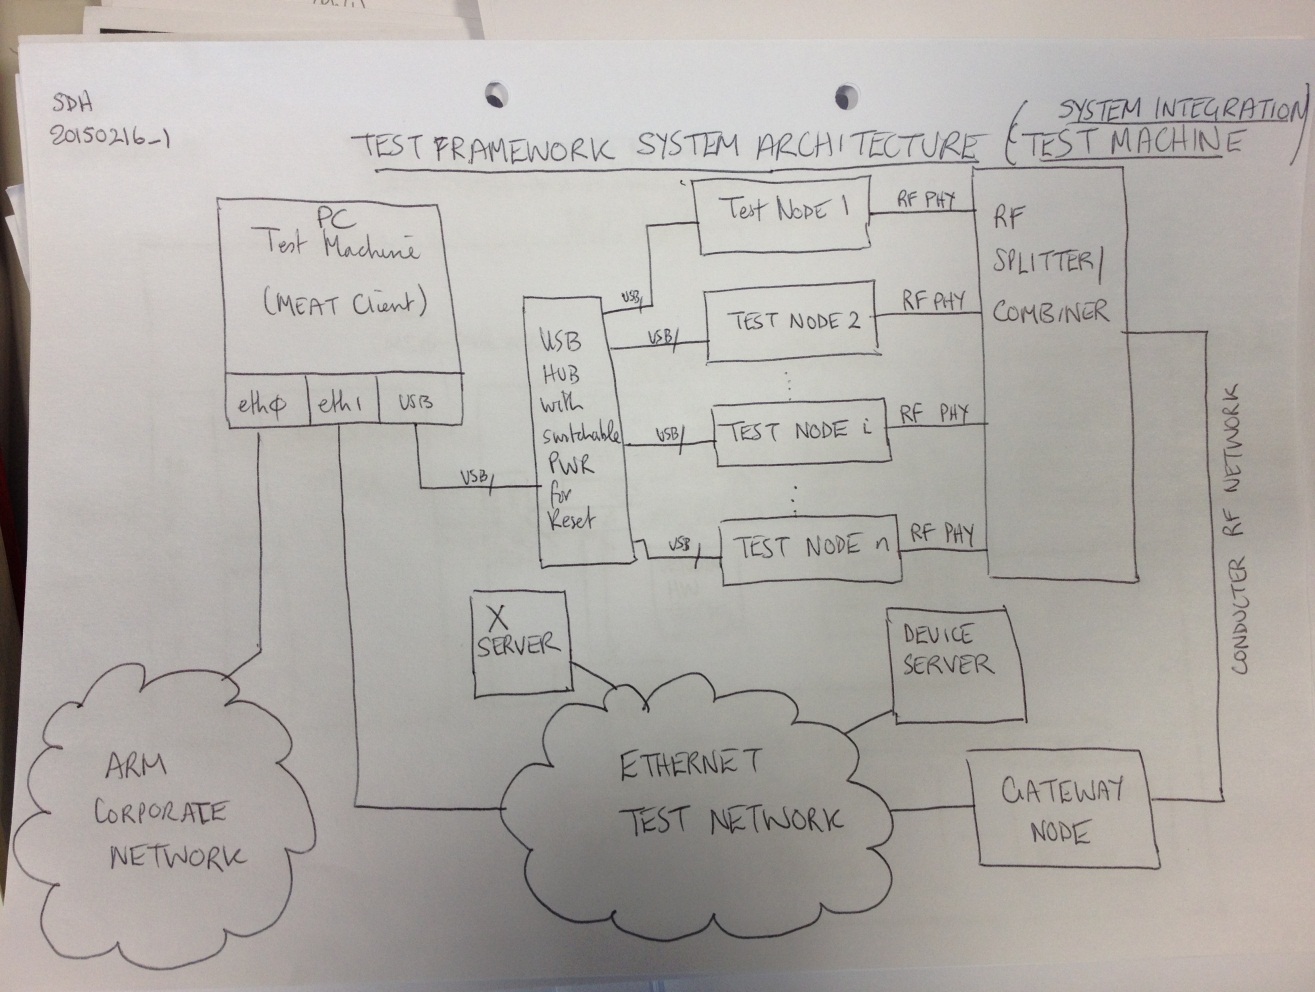 SDH
20150216_1
(SYSTEM INTEGRATION
TEST FRAMEWORK SYSTEM ARCHITECTURE TEST MACHINE)
PC
Test Machine
(MEAT Client)
eth0
eth1
USB
USB
USB
HUB
with
switchable
PWR
for
Reset
USB
USB
USB
USB
Test NODE 1
TEST NODE 2
TEST NODE i
TEST NODE n
RF PHY
RF PHY
RF PHY
RF PHY
RF
SPLITTER/
COMBINER
CONDUCTER RF NETWORK
X
SERVER
DEVICE
SERVER
ARM
CORPORATE
NETWORK
ETHERNET
TEST NETWORK
GATEWAY
NODE